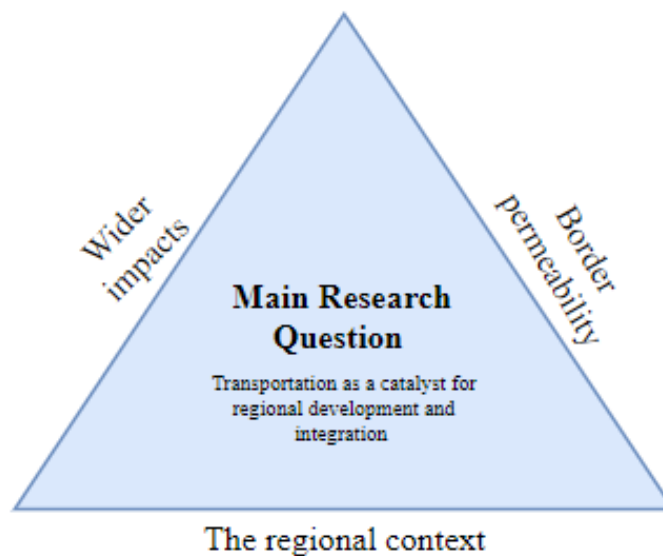 Wider
impacts
Border
permeability
Main Research
Question
Transportation as a catalyst for
regional development and
integration
The regional context